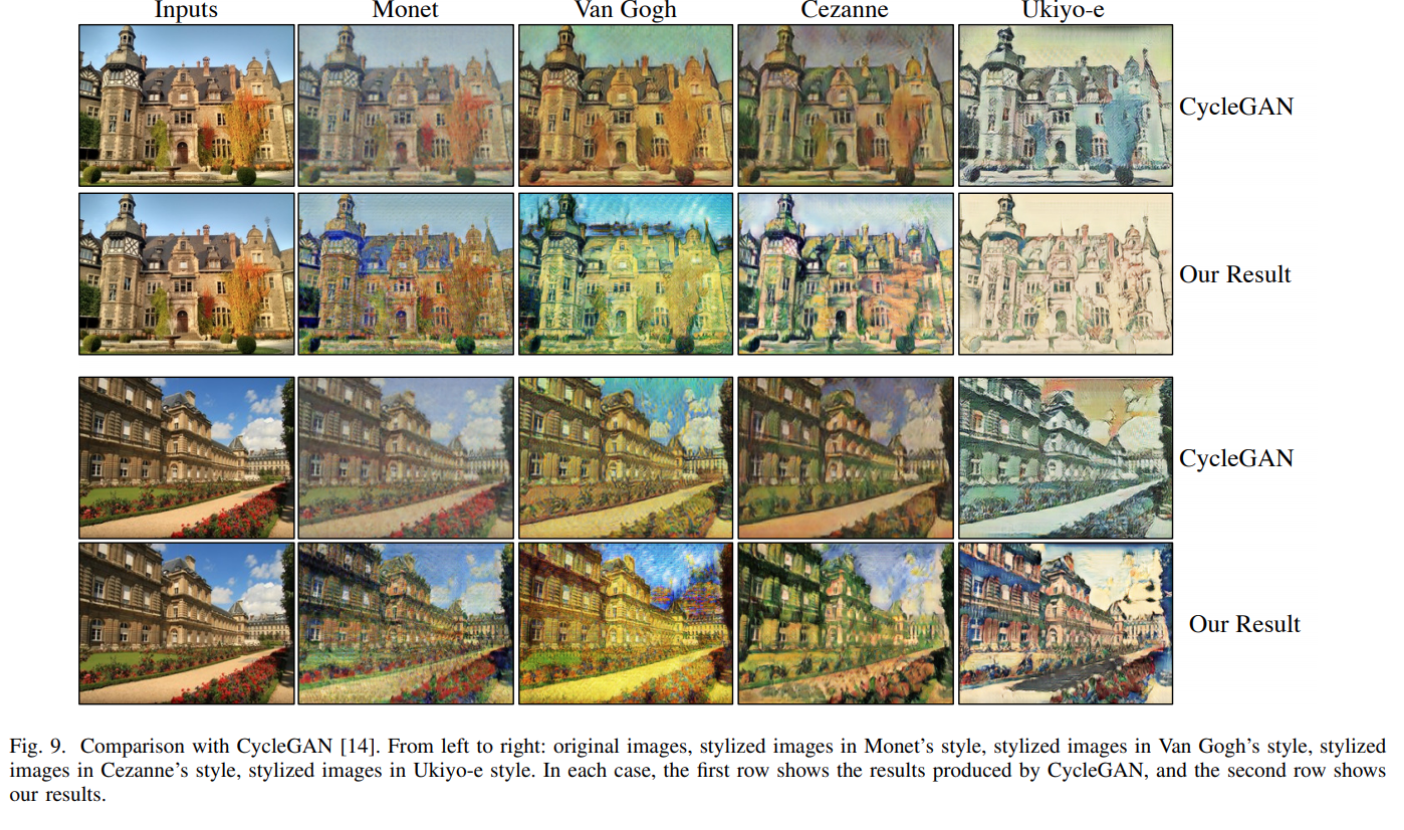 Inputs Monet Van Gogh Cezanne Ukiyo-e
CycleGAN
Our Result
CycleGAN
Our Result
Fig. 9. Comparison with CycleGAN [14]. From left to right: original images, stylized images in Monet's style, stylized images in Van Gogh's style, stylized
images in Cezanne's style, stylized images in Ukiyo-e style. In each case, the first row shows the results produced by CycleGAN, and the second row shows
our results.